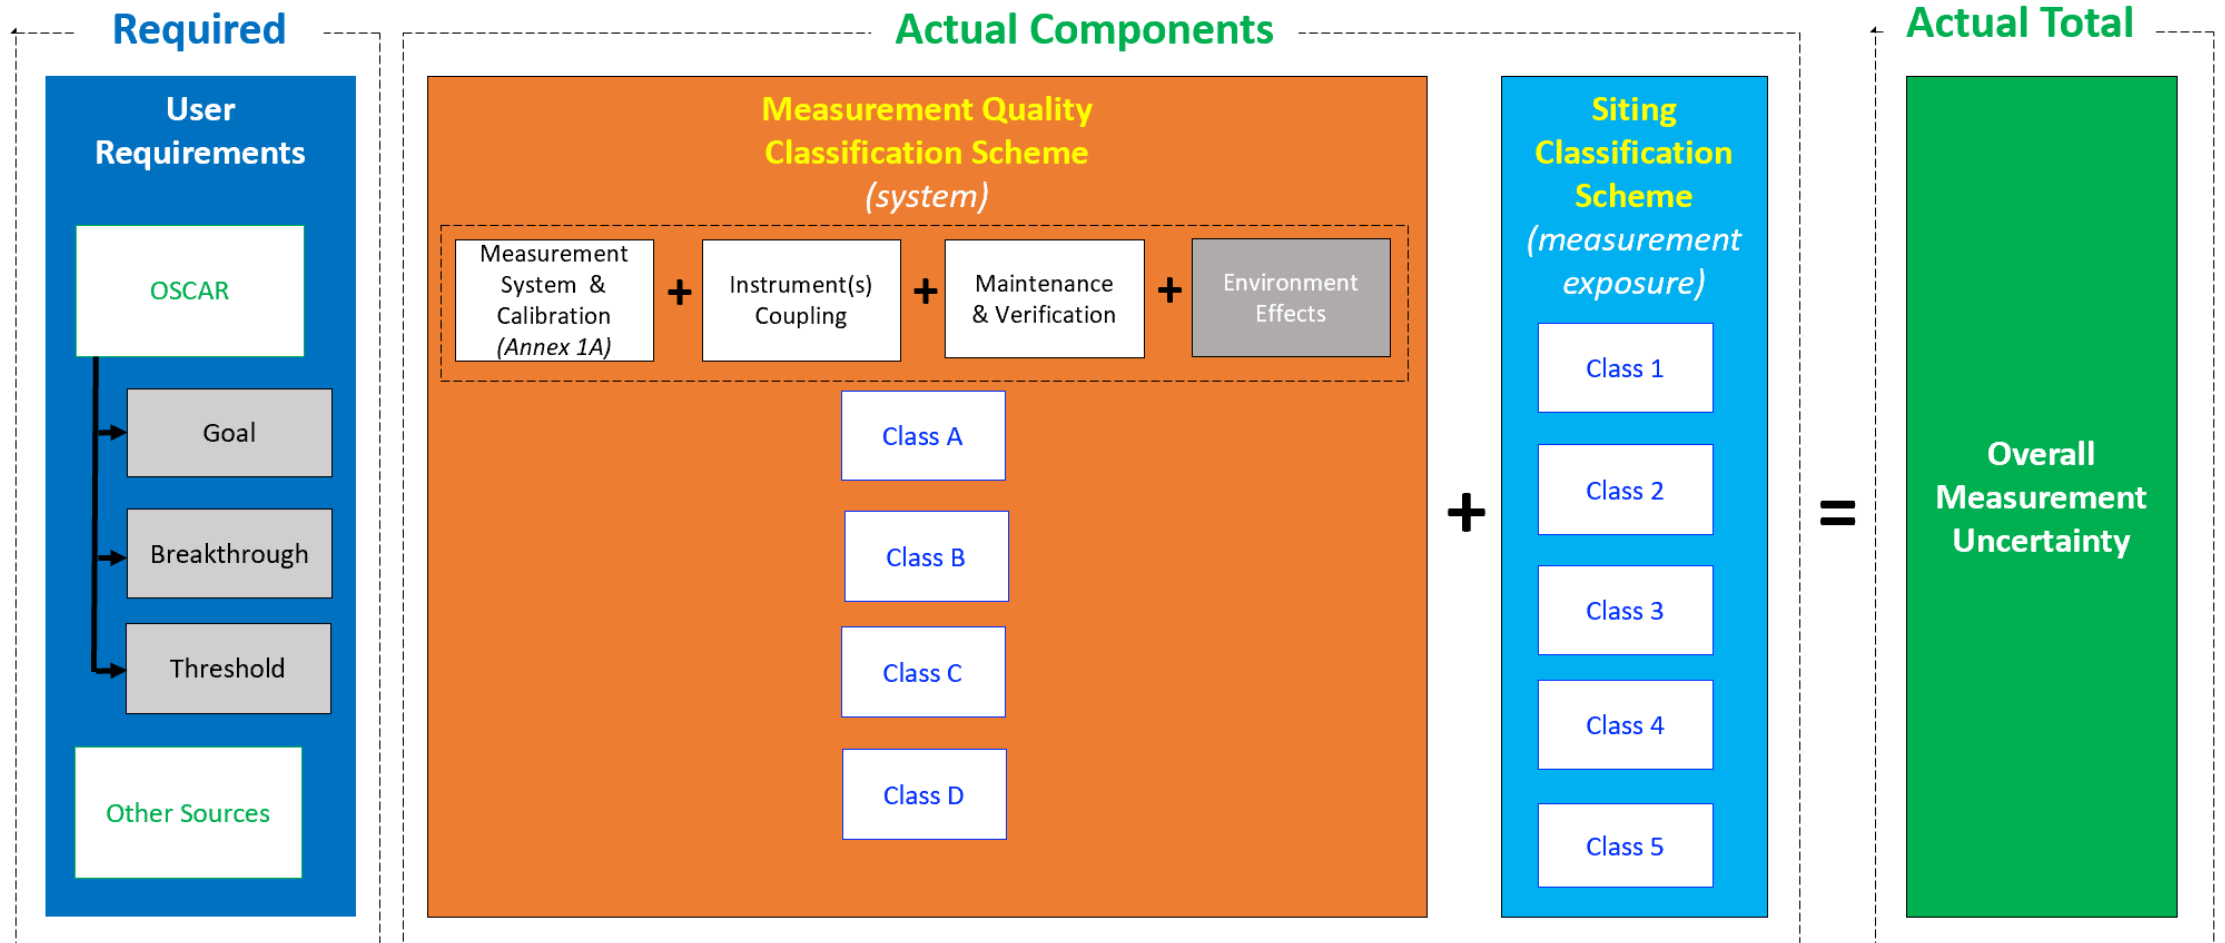 Required
User
Requirements
OSCAR
Goal
Breakthrough
Threshold
Other Sources
Actual Components
Measurement Quality
Classification Scheme
(system)
Measurement
System &
Calibration
(Annex 1A)
+
Instrument(s)
Coupling
+
Maintenance
& Verification
+
Environment
Effects
Class A
Class B
Class C
Class D
+
Siting
Classification
Scheme
(measurement
exposure)
Class 1
Class 2
Class 3
Class 4
Class 5
=
Actual Total
Overall
Measurement
Uncertainty